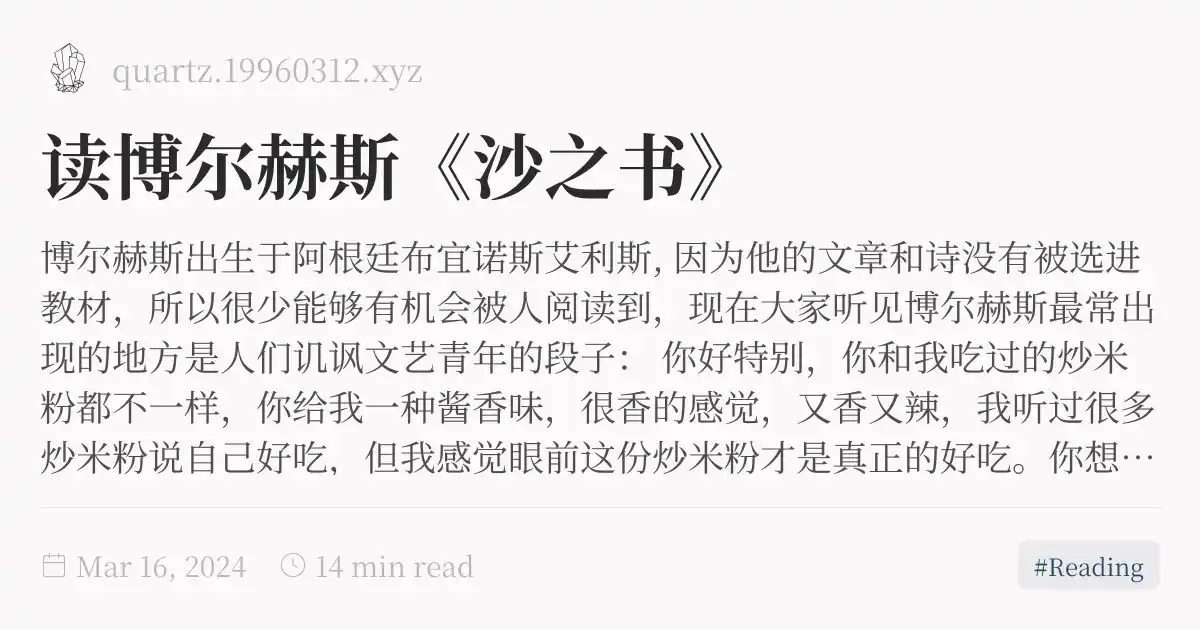 quartz.19960312.xyz
读博尔赫斯《沙之书》
博尔赫斯出生于阿根廷布宜诺斯艾利斯, 因为他的文章和诗没有被选进
教材，所以很少能够有机会被人阅读到，现在大家听见博尔赫斯最常出
现的地方是人们讥讽文艺青年的段子： 你好特别，你和我吃过的炒米
粉都不一样，你给我一种酱香味，很香的感觉，又香又辣，我听过很多
炒米粉说自己好吃，但我感觉眼前这份炒米粉才是真正的好吃。你想…
Mar 16, 2024 14 min read #Reading